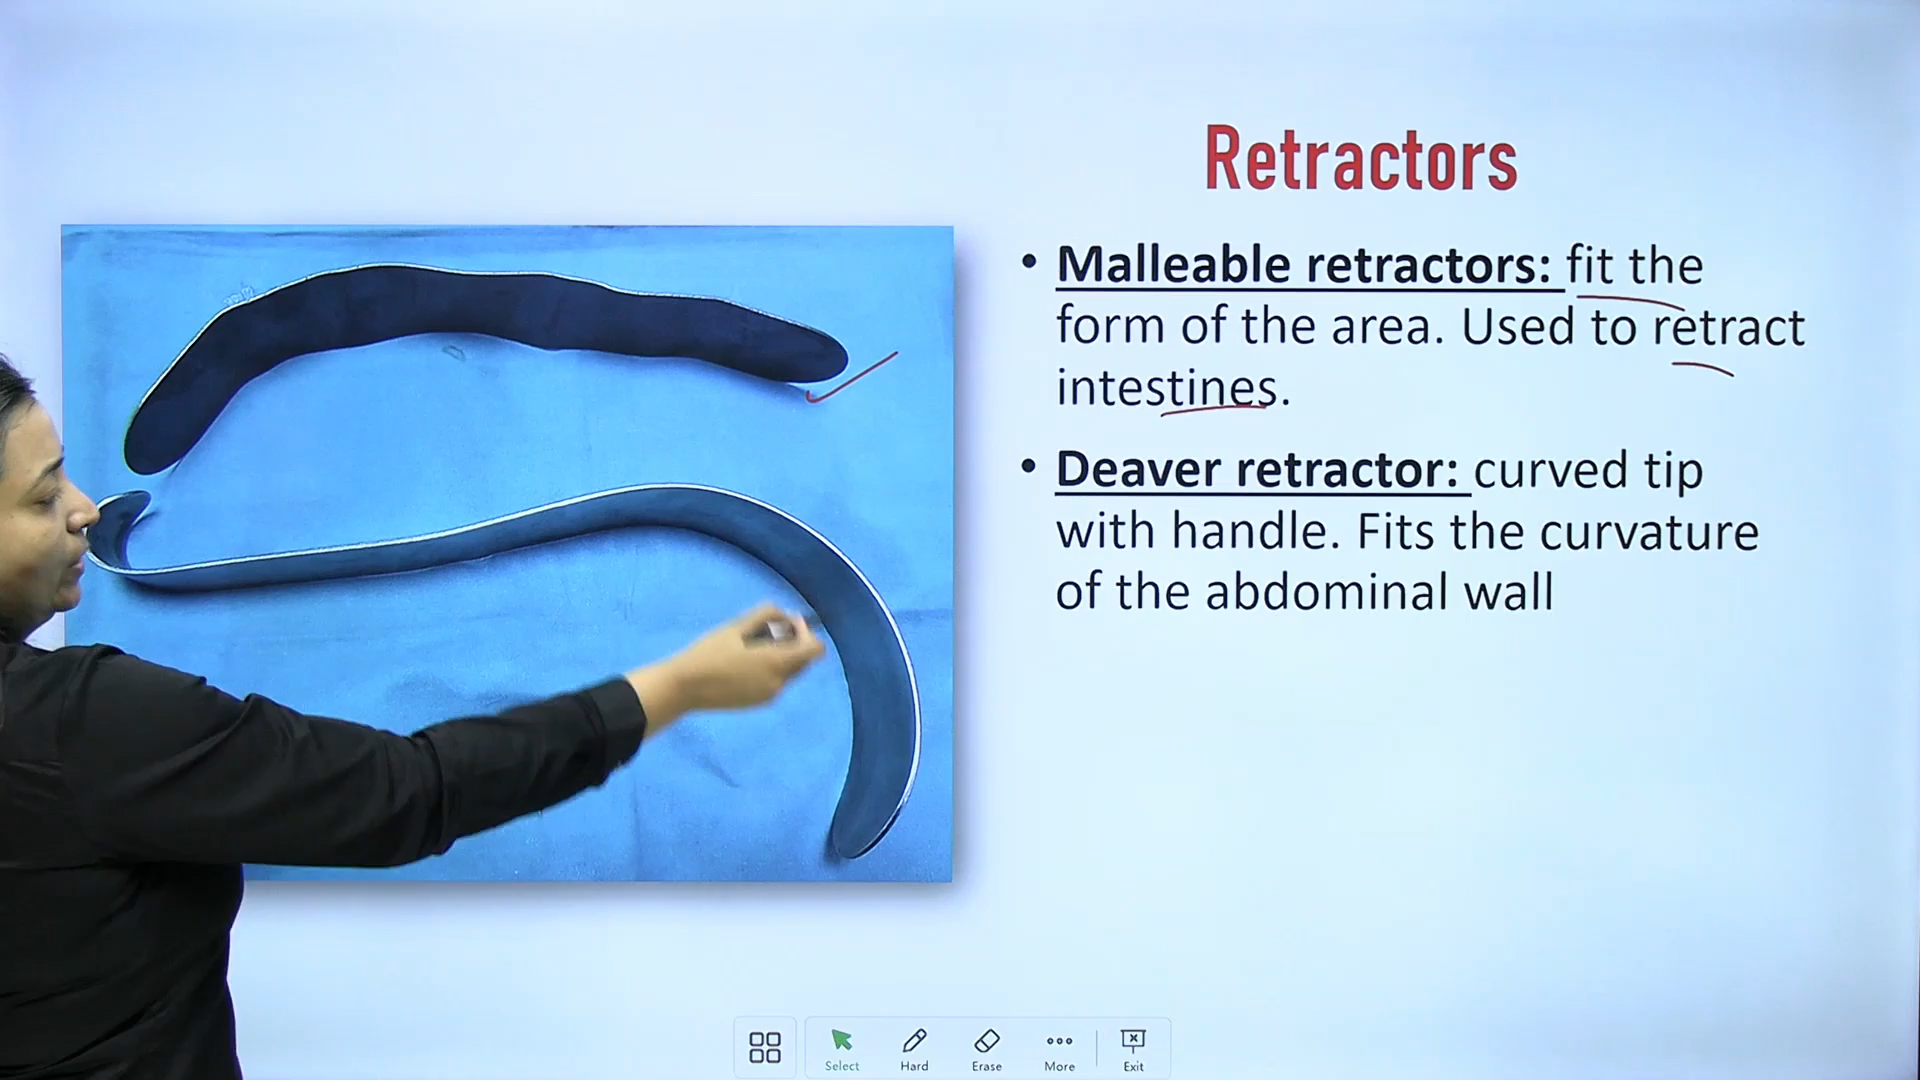 Retractors
• Malleable retractors: fit the
form of the area. Used to retract
intestines.
• Deaver retractor: curved tip
with handle. Fits the curvature
of the abdominal wall
Select Hard Erase More Exit